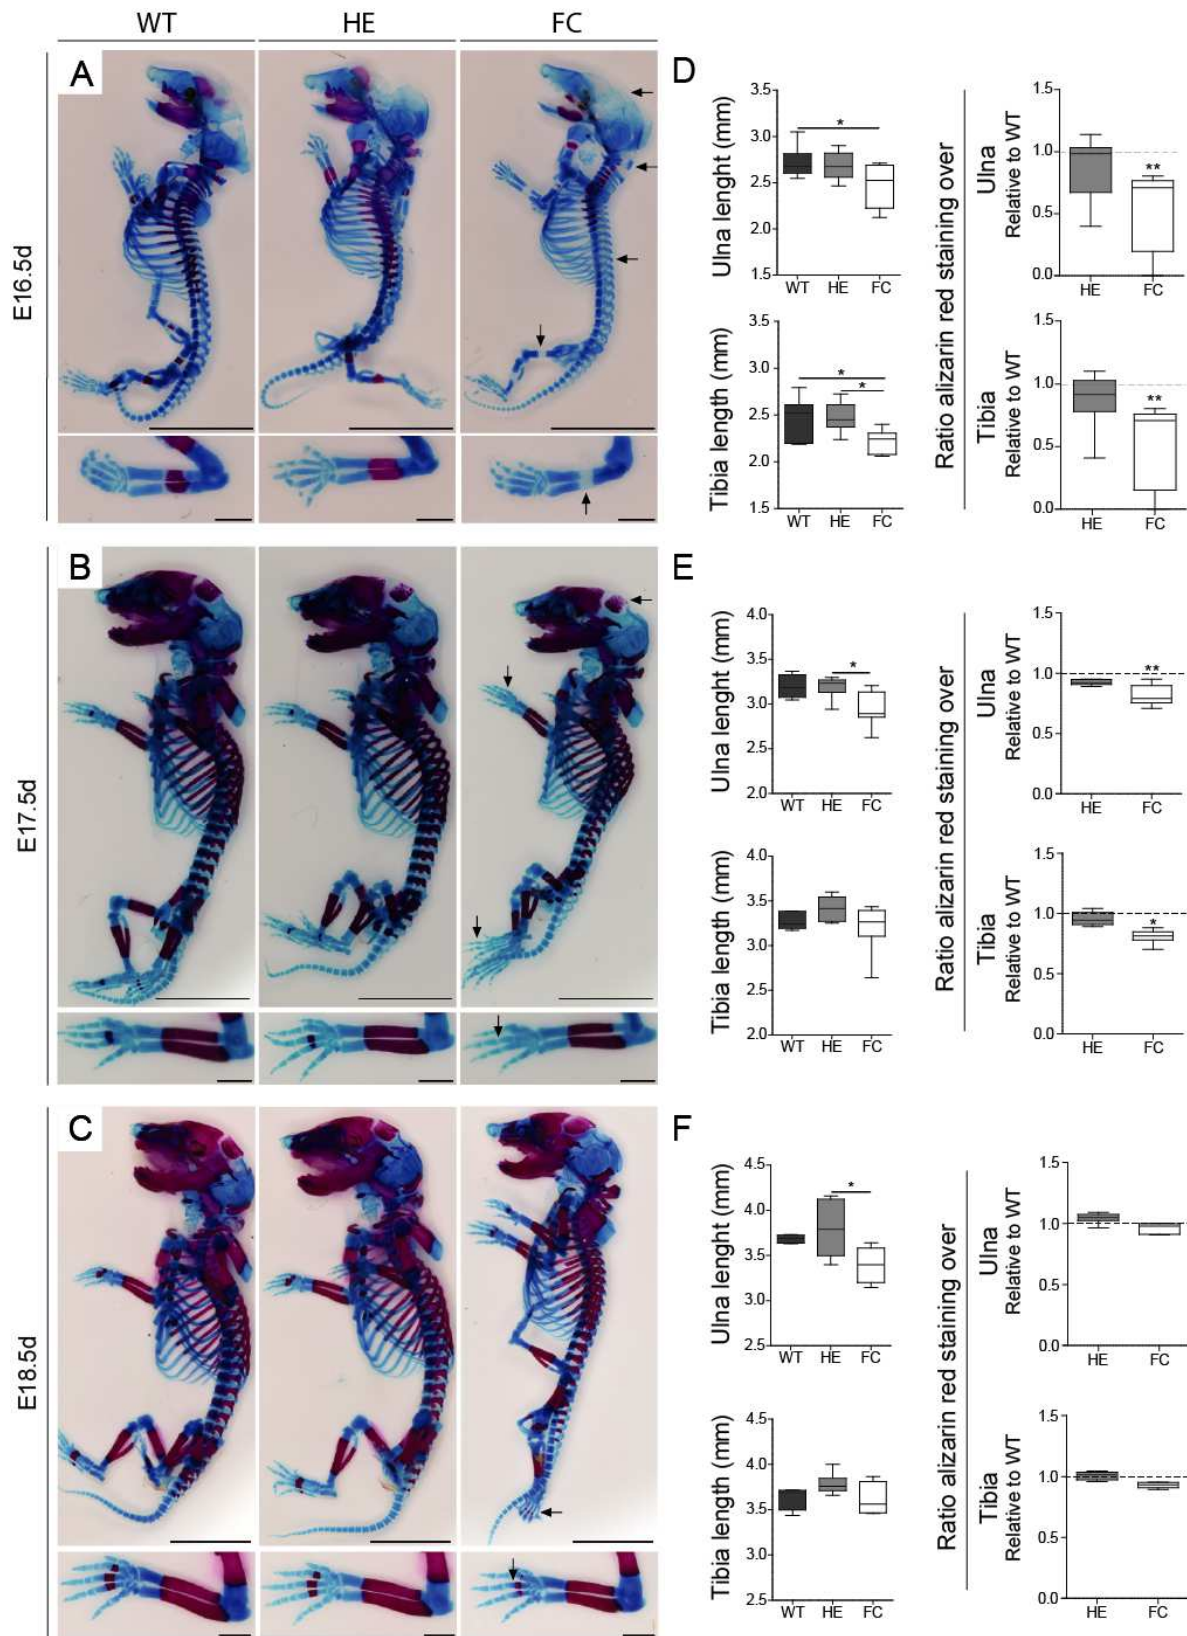 WT HE FC
E16.5d
A
D
Ulna lenght (mm)
3.5
3.0
2.5
2.0
1.5
*
WT HE FC
Tibia length (mm)
3.5
3.0
2.5
2.0
1.5
*
*
WT HE FC
Ratio alizarin red staining over
Ulna
Relative to WT
1.5
1.0
0.5
0.0
**
HE FC
Tibia
Relative to WT
1.5
1.0
0.5
0.0
**
HE FC
E17.5d
B
E
Ulna lenght (mm)
4.0
3.5
3.0
2.5
2.0
*
WT HE FC
Tibia length (mm)
4.0
3.5
3.0
2.5
2.0
WT HE FC
Ratio alizarin red staining over
Ulna
Relative to WT
1.5
1.0
0.5
0.0
**
HE FC
Tibia
Relative to WT
1.5
1.0
0.5
0.0
*
HE FC
E18.5d
C
F
Ulna lenght (mm)
4.5
4.0
3.5
3.0
2.5
*
WT HE FC
Tibia length (mm)
4.5
4.0
3.5
3.0
2.5
WT HE FC
Ratio alizarin red staining over
Ulna
Relative to WT
1.5
1.0
0.5
0.0
HE FC
Tibia
Relative to WT
1.5
1.0
0.5
0.0
HE FC